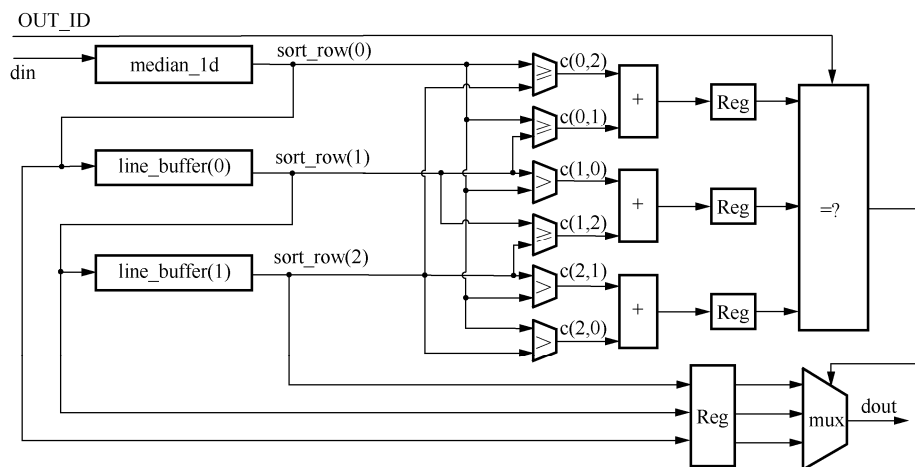 OUT_ID
din
median_1d
sort_row(0)
≥
c(0,2)
+
Reg
≥
c(0,1)
line_buffer(0)
sort_row(1)
>
c(1,0)
+
Reg
=?
≥
c(1,2)
line_buffer(1)
sort_row(2)
>
c(2,1)
+
Reg
>
c(2,0)
Reg
mux
dout